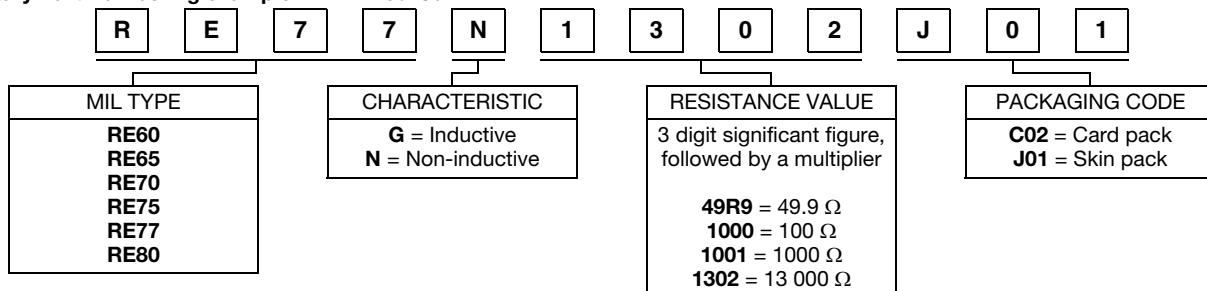 R E 7 7 N 1 3 0 2 J 0 1
MIL TYPE
RE60
RE65
RE70
RE75
RE77
RE80
CHARACTERISTIC
G = Inductive
N = Non-inductive
RESISTANCE VALUE
3 digit significant figure,
followed by a multiplier
49R9 = 49.9 Ω
1000 = 100 Ω
1001 = 1000 Ω
1302 = 13 000 Ω
PACKAGING CODE
C02 = Card pack
J01 = Skin pack